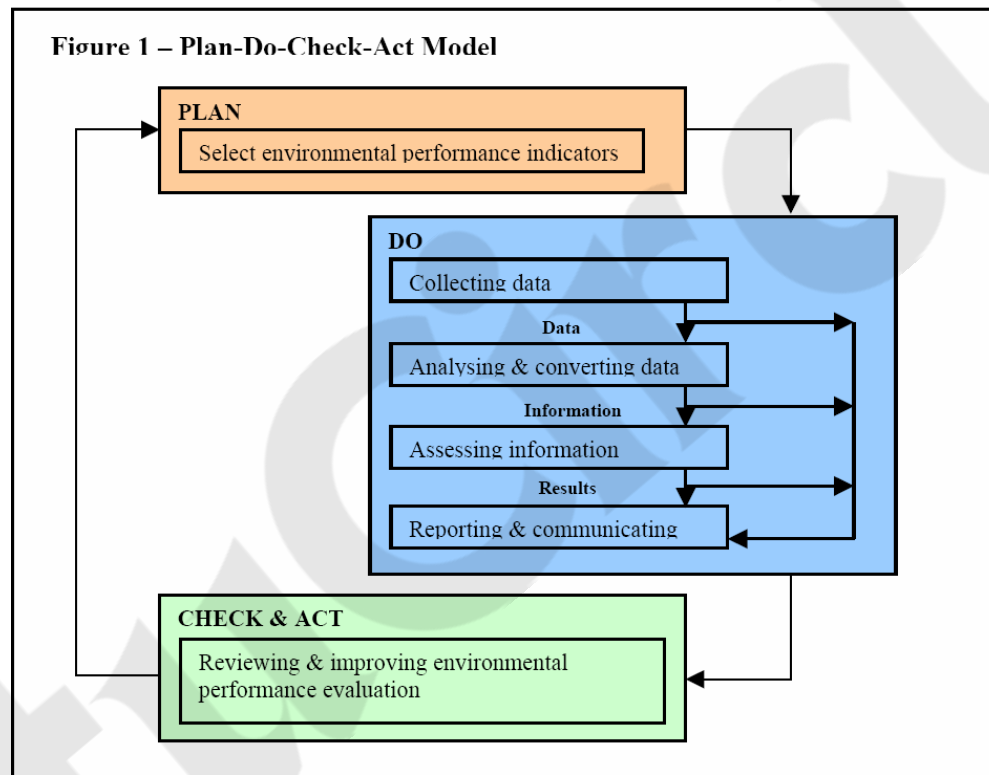 Figure 1 – Plan-Do-Check-Act Model
PLAN
Select environmental performance indicators
DO
Collecting data
Data
Analysing & converting data
Information
Assessing information
Results
Reporting & communicating
CHECK & ACT
Reviewing & improving environmental
performance evaluation